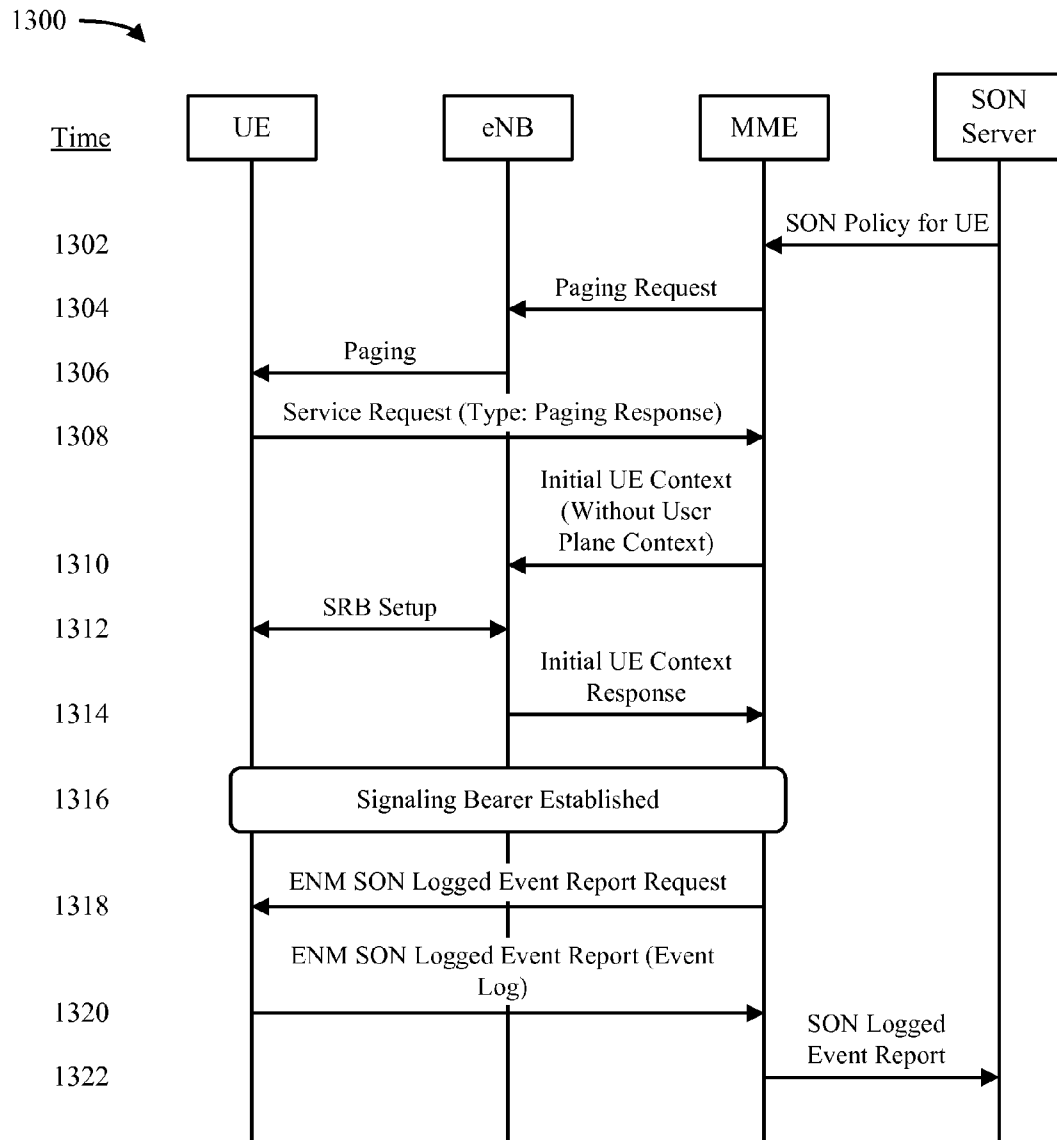 1300
Time
UE
eNB
MME
SON
Server
1302
SON Policy for UE
1304
Paging Request
1306
Paging
1308
Service Request (Type: Paging Response)
Initial UE Context
(Without User
Plane Context)
1310
1312
SRB Setup
Initial UE Context
Response
1314
1316
Signaling Bearer Established
ENM SON Logged Event Report Request
1318
ENM SON Logged Event Report (Event
Log)
1320
SON Logged
Event Report
1322